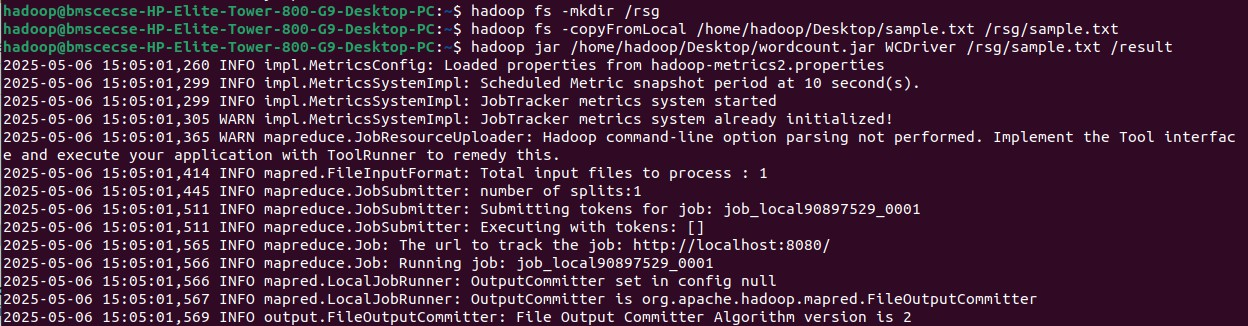 hadoop@bmscecse-HP-Elite-Tower-800-G9-Desktop-PC:~$ hadoop fs -mkdir /rsg
hadoop@bmscecse-HP-Elite-Tower-800-G9-Desktop-PC:~$ hadoop fs -copyFromLocal /home/hadoop/Desktop/sample.txt /rsg/sample.txt
hadoop@bmscecse-HP-Elite-Tower-800-G9-Desktop-PC:~$ hadoop jar /home/hadoop/Desktop/wordcount.jar WCDriver /rsg/sample.txt /result
2025-05-06 15:05:01,260 INFO impl.MetricsConfig: Loaded properties from hadoop-metrics2.properties
2025-05-06 15:05:01,299 INFO impl.MetricsSystemImpl: Scheduled Metric snapshot period at 10 second(s).
2025-05-06 15:05:01,299 INFO impl.MetricsSystemImpl: JobTracker metrics system started
2025-05-06 15:05:01,305 WARN impl.MetricsSystemImpl: JobTracker metrics system already initialized!
2025-05-06 15:05:01,365 WARN mapreduce.JobResourceUploader: Hadoop command-line option parsing not performed. Implement the Tool interfac
e and execute your application with ToolRunner to remedy this.
2025-05-06 15:05:01,414 INFO mapred.FileInputFormat: Total input files to process : 1
2025-05-06 15:05:01,445 INFO mapreduce.JobSubmitter: number of splits:1
2025-05-06 15:05:01,511 INFO mapreduce.JobSubmitter: Submitting tokens for job: job_local90897529_0001
2025-05-06 15:05:01,511 INFO mapreduce.JobSubmitter: Executing with tokens: []
2025-05-06 15:05:01,565 INFO mapreduce.Job: The url to track the job: http://localhost:8080/
2025-05-06 15:05:01,566 INFO mapreduce.Job: Running job: job_local90897529_0001
2025-05-06 15:05:01,566 INFO mapred.LocalJobRunner: OutputCommitter set in config null
2025-05-06 15:05:01,567 INFO mapred.LocalJobRunner: OutputCommitter is org.apache.hadoop.mapred.FileOutputCommitter
2025-05-06 15:05:01,569 INFO output.FileOutputCommitter: File Output Committer Algorithm version is 2